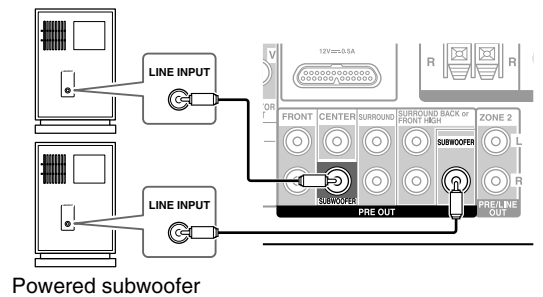 LINE INPUT
LINE INPUT
Powered subwoofer
V
12V⎓0.5A
R
R
FRONT
CENTER
SURROUND
SURROUND BACK or
FRONT HIGH
ZONE 2
SUBWOOFER
L
R
SUBWOOFER
PRE OUT
PRE/LINE
OUT